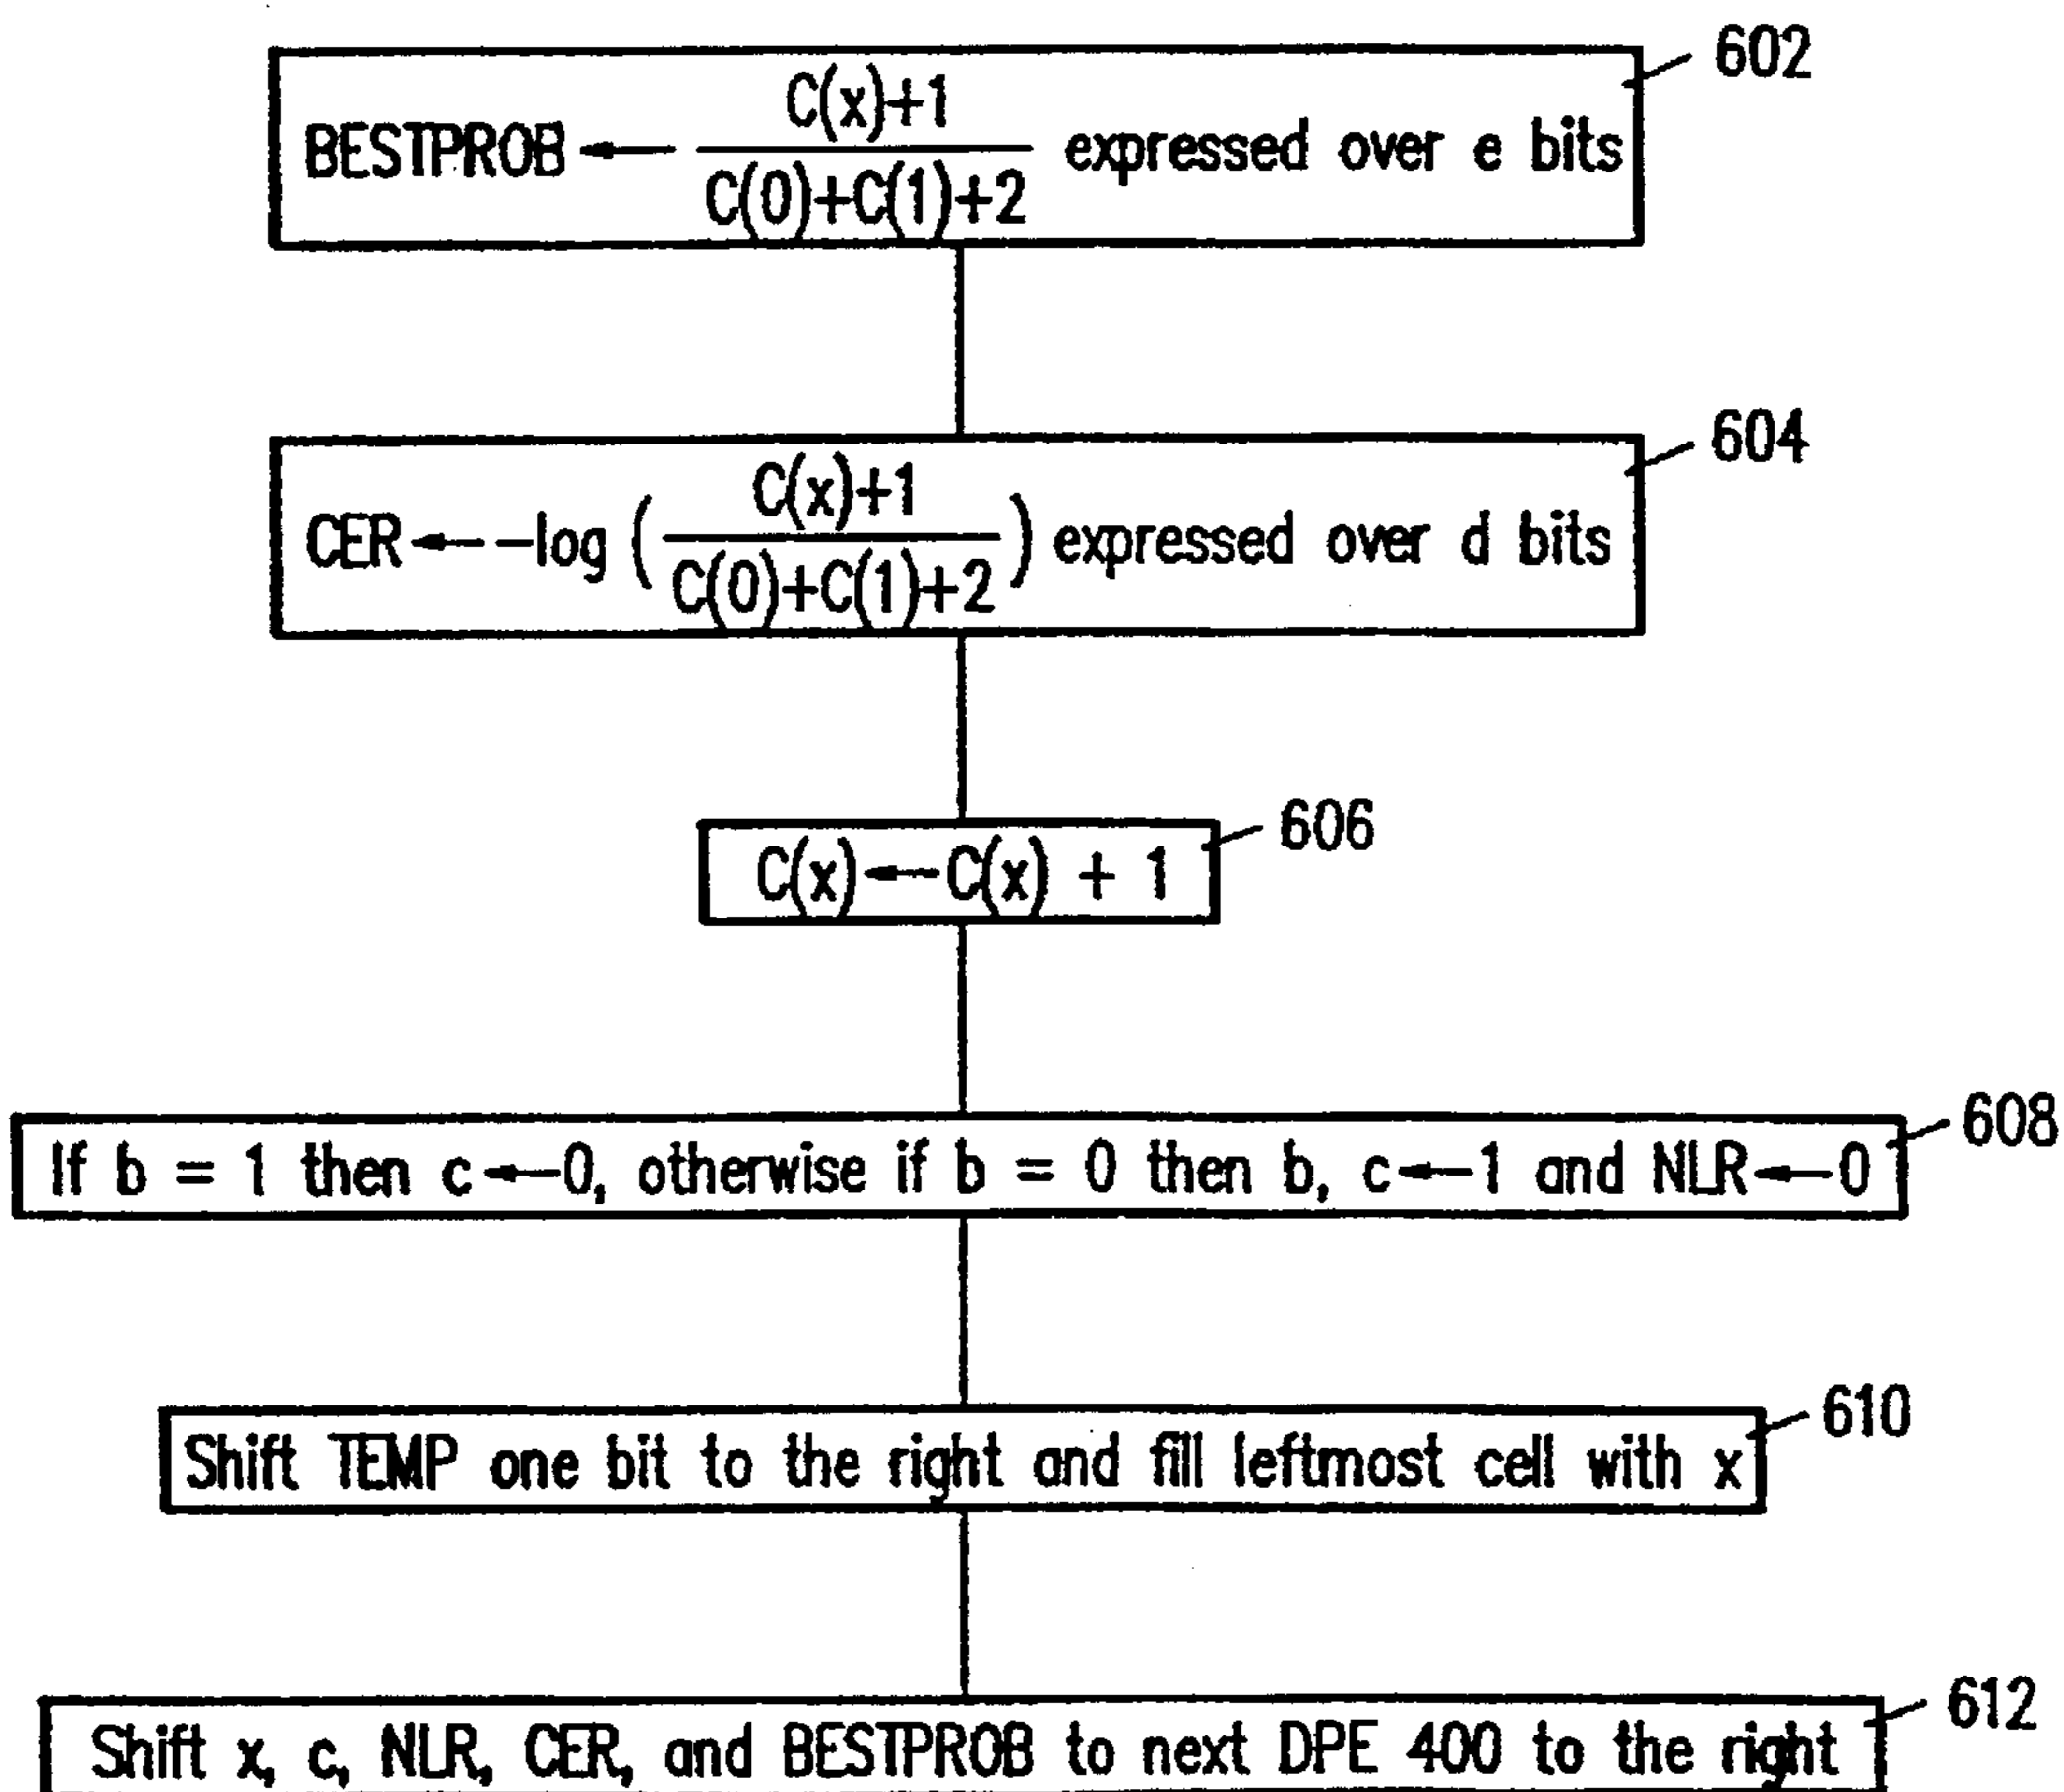 602
BESTPROB ← C(x)+1 / C(0)+C(1)+2 expressed over e bits
604
CER ← −log ( C(x)+1 / C(0)+C(1)+2 ) expressed over d bits
606
C(x) ← C(x) + 1
608
If b = 1 then c ← 0, otherwise if b = 0 then b, c ← 1 and NLR ← 0
610
Shift TEMP one bit to the right and fill leftmost cell with x
612
Shift x, c, NLR, CER, and BESTPROB to next DPE 400 to the right